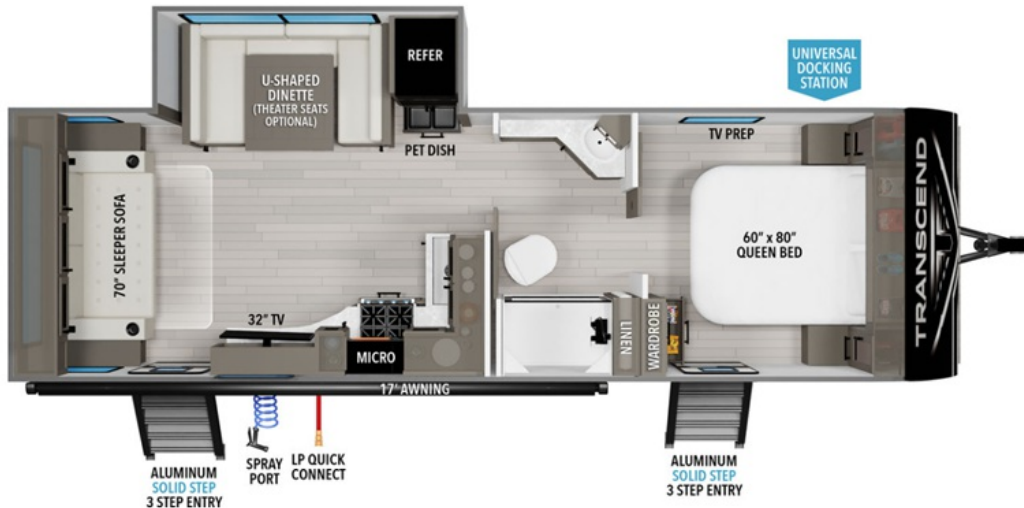 REFER
U-SHAPED
DINETTE
(THEATER SEATS
OPTIONAL)
UNIVERSAL
DOCKING
STATION
PET DISH
TV PREP
70" SLEEPER SOFA
60" x 80"
QUEEN BED
TRANSCEND
32" TV
MICRO
LINEN
WARDROBE
17' AWNING
SPRAY
PORT
LP QUICK
CONNECT
ALUMINUM
SOLID STEP
3 STEP ENTRY
ALUMINUM
SOLID STEP
3 STEP ENTRY